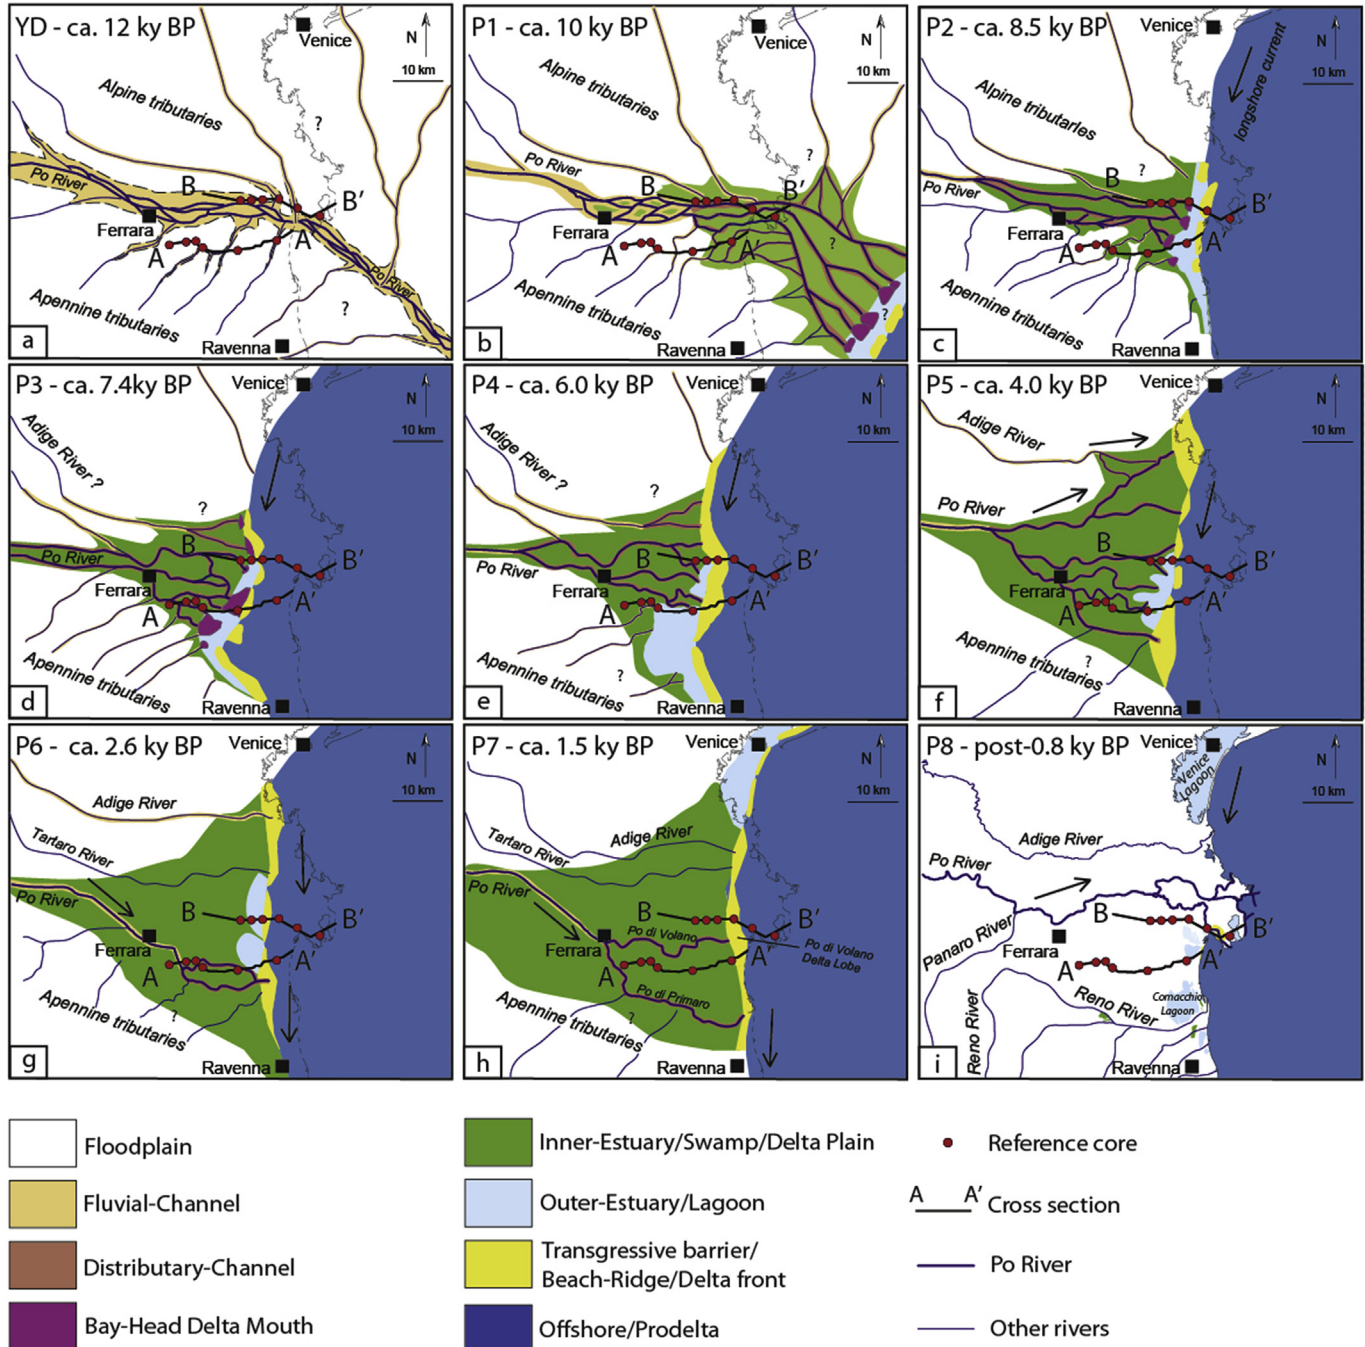 YD - ca. 12 ky BP
Venice
N
10 km
Alpine tributaries
?
Po River
B
B'
Ferrara
A
A'
Po River
Apennine tributaries
?
Ravenna
a
P1 - ca. 10 ky BP
Venice
N
10 km
Alpine tributaries
?
Po River
B
B'
Ferrara
A
A'
?
Apennine tributaries
?
Ravenna
b
P2 - ca. 8.5 ky BP
N
10 km
longshore current
Alpine tributaries
?
Po River
B
B'
Ferrara
A
A'
Apennine tributaries
Ravenna
c
P3 - ca. 7.4ky BP
Venice
N
10 km
Adige River ?
?
Po River
B
B'
Ferrara
A
A'
Apennine tributaries
Ravenna
d
P4 - ca. 6.0 ky BP
Venice
N
10 km
Adige River ?
?
Po River
B
B'
Ferrara
A
A'
Apennine tributaries
?
Ravenna
e
P5 - ca. 4.0 ky BP
Venice
N
10 km
Adige River
Po River
B
B'
Ferrara
A
A'
Apennine tributaries
?
Ravenna
f
P6 - ca. 2.6 ky BP
Venice
N
10 km
Adige River
Tartaro River
Po River
B
B'
Ferrara
A
A'
Apennine tributaries
?
Ravenna
g
P7 - ca. 1.5 ky BP
Venice
N
10 km
Adige River
Tartaro River
Po River
B
B'
Ferrara
Po di Volano
Po di Volano
Delta Lobe
A
A'
Po di Primaro
Apennine tributaries
?
Ravenna
h
P8 - post-0.8 ky BP
Venice
N
10 km
Venice
Lagoon
Adige River
Po River
B
B'
Panaro River
Ferrara
A
A'
Reno River
Reno River
Comacchio
Lagoon
Ravenna
i
Floodplain
Fluvial-Channel
Distributary-Channel
Bay-Head Delta Mouth
Inner-Estuary/Swamp/Delta Plain
Outer-Estuary/Lagoon
Transgressive barrier/
Beach-Ridge/Delta front
Offshore/Prodelta
Reference core
A A' Cross section
Po River
Other rivers